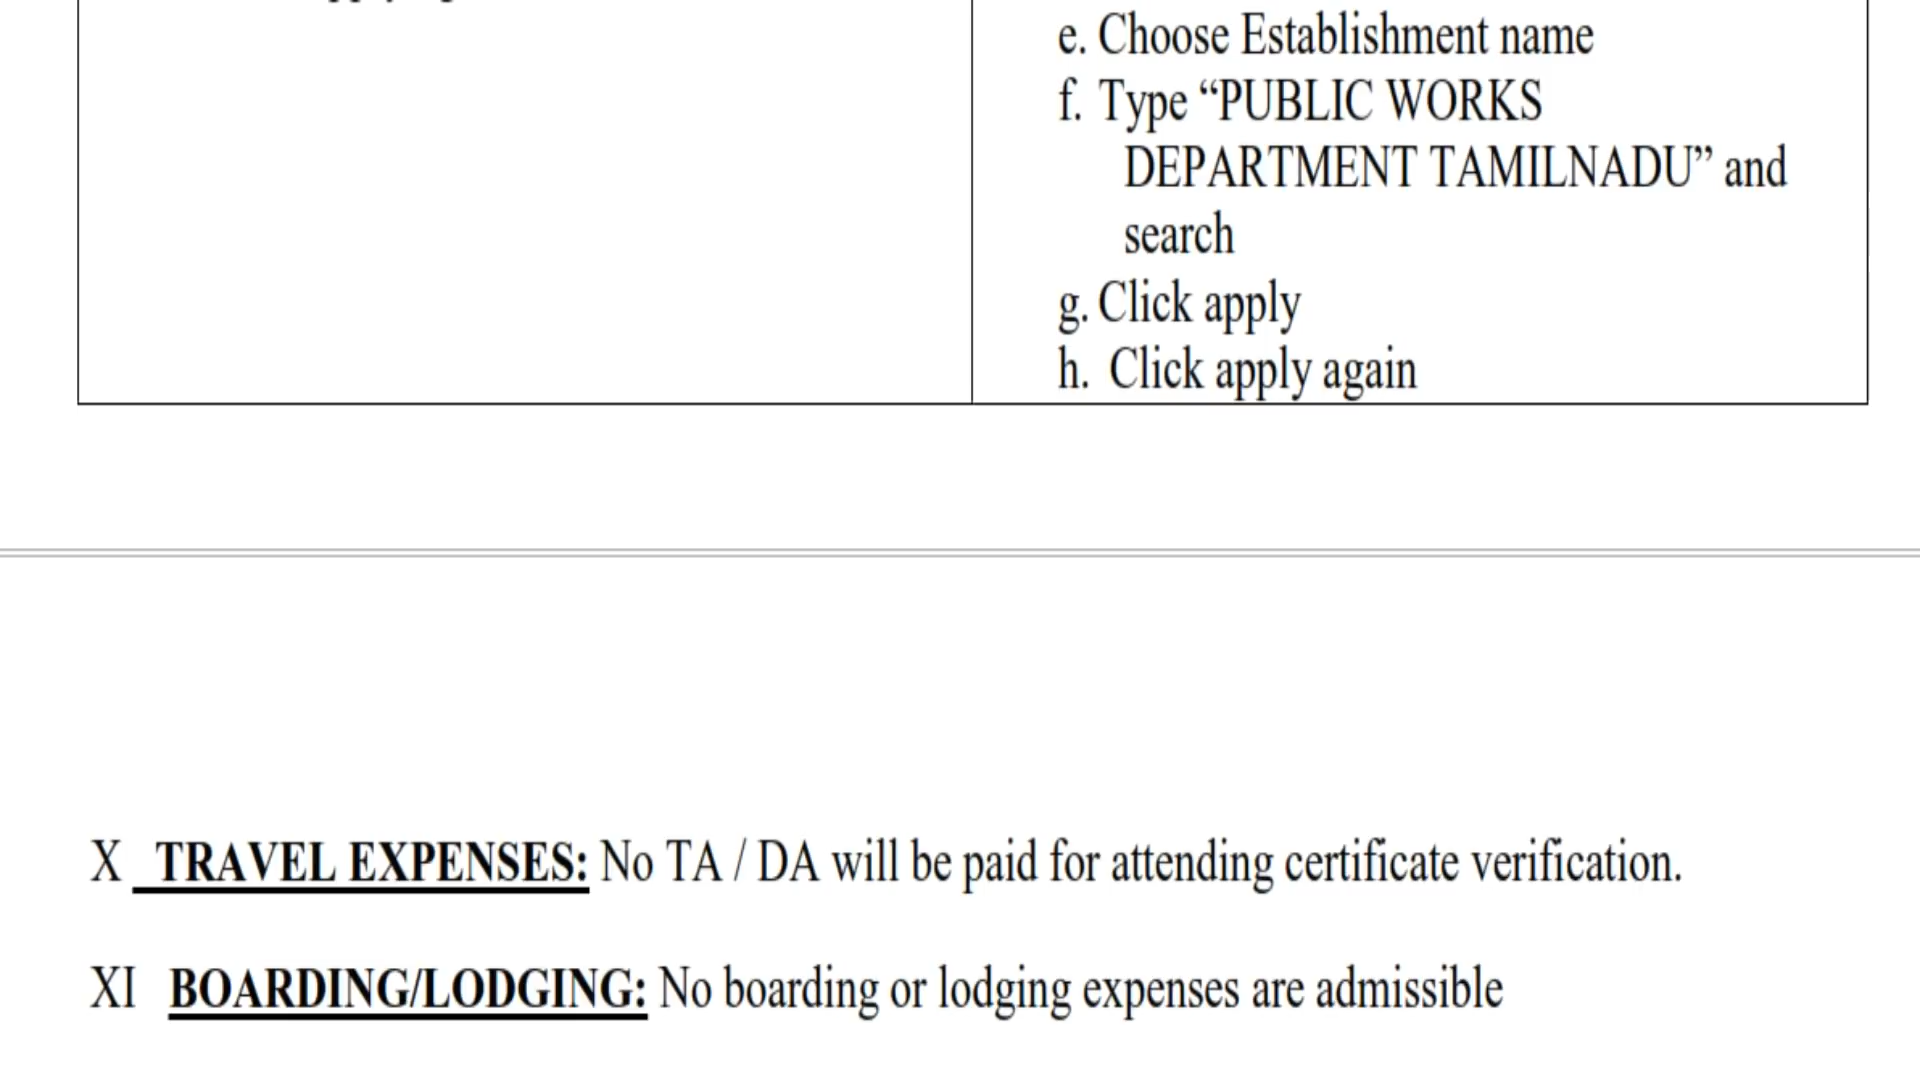 e. Choose Establishment name
f. Type “PUBLIC WORKS
DEPARTMENT TAMILNADU” and
search
g. Click apply
h. Click apply again
X TRAVEL EXPENSES: No TA / DA will be paid for attending certificate verification.
XI BOARDING/LODGING: No boarding or lodging expenses are admissible